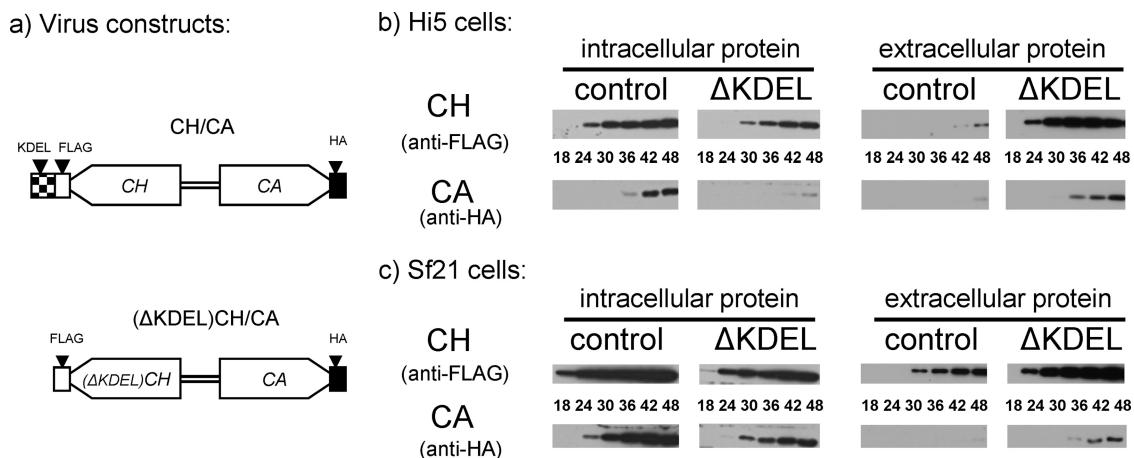 a) Virus constructs:
CH/CA
KDEL FLAG HA
CH CA
(ΔKDEL)CH/CA
FLAG HA
(ΔKDEL)CH CA
b) Hi5 cells:
intracellular protein extracellular protein
control ΔKDEL control ΔKDEL
CH
(anti-FLAG)
18 24 30 36 42 48 18 24 30 36 42 48 18 24 30 36 42 48 18 24 30 36 42 48
CA
(anti-HA)
c) Sf21 cells:
intracellular protein extracellular protein
control ΔKDEL control ΔKDEL
CH
(anti-FLAG)
18 24 30 36 42 48 18 24 30 36 42 48 18 24 30 36 42 48 18 24 30 36 42 48
CA
(anti-HA)